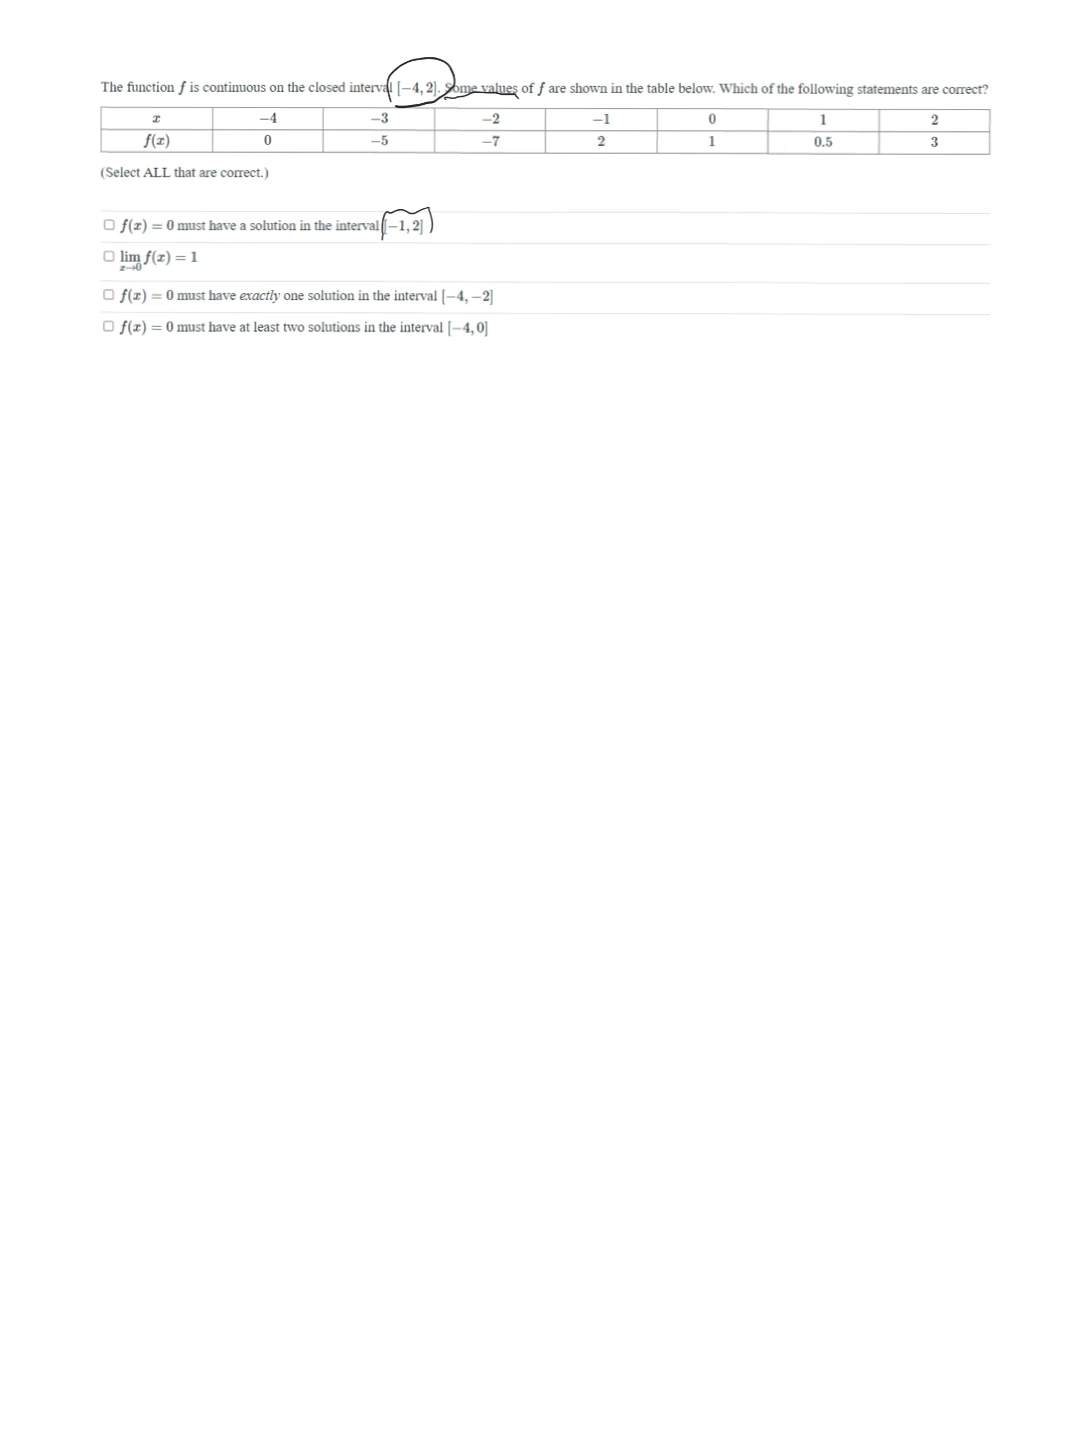 The function f is continuous on the closed interval [−4, 2]. Some values of f are shown in the table below. Which of the following statements are correct?
x −4 −3 −2 −1 0 1 2
f(x) 0 −5 −7 2 1 0.5 3
(Select ALL that are correct.)
f(x) = 0 must have a solution in the interval [−1, 2]
lim x→0 f(x) = 1
f(x) = 0 must have exactly one solution in the interval [−4, −2]
f(x) = 0 must have at least two solutions in the interval [−4, 0]